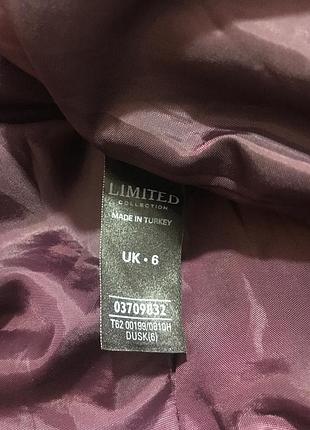 LIMITED
COLLECTION
MADE IN TURKEY
UK • 6
03709832
T62 00199/0810H
DUSK(6)